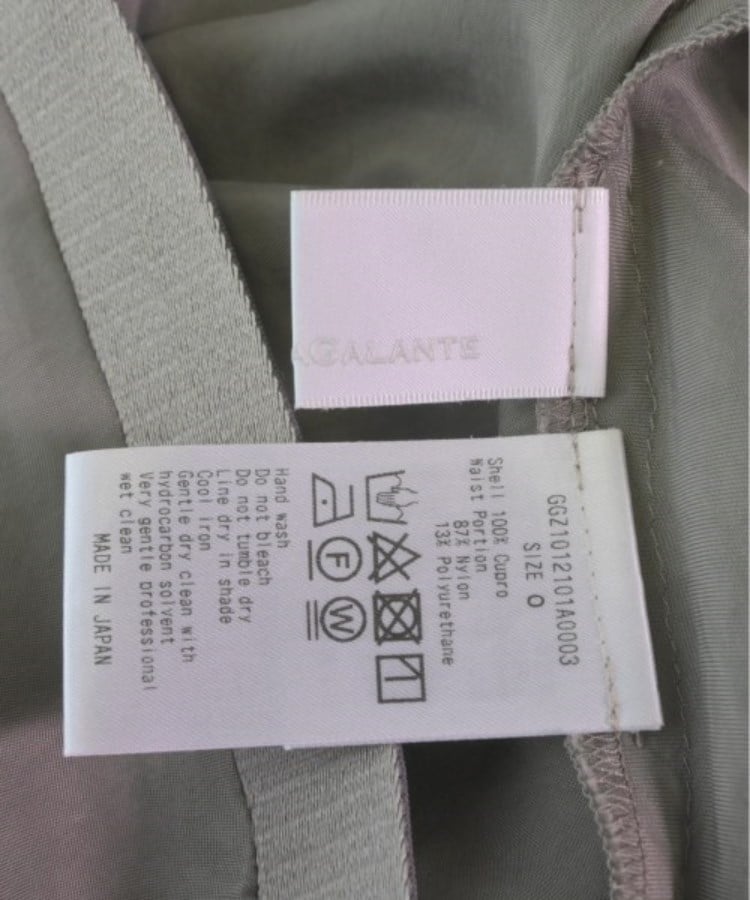 AGALANTE
GGZ1012101A0003
SIZE 0
Shell 100% Cupro
Waist Portion
87% Nylon
13% Polyurethane
F
W
Hand wash
Do not bleach
Do not tumble dry
Line dry in shade
Cool iron
Gentle dry clean with
hydrocarbon solvent
Very gentle professional
wet clean
MADE IN JAPAN